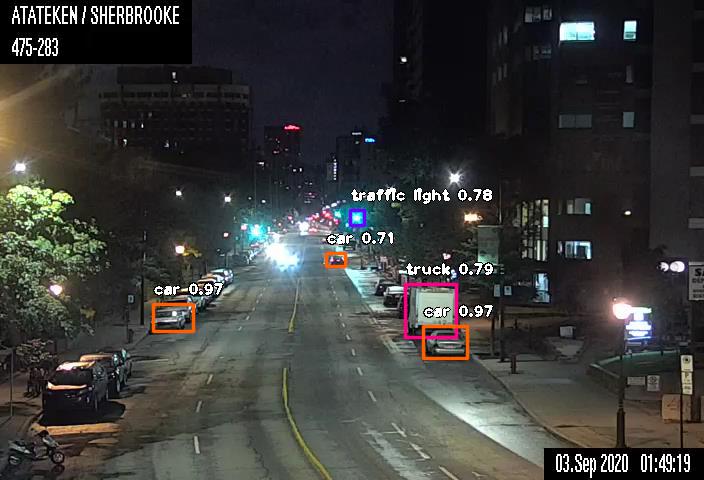 ATATEKEN / SHERBROOKE
475-283
traffic light 0.78
car 0.71
truck 0.79
car 0.97
car 0.97
03.Sep 2020 01:49:19